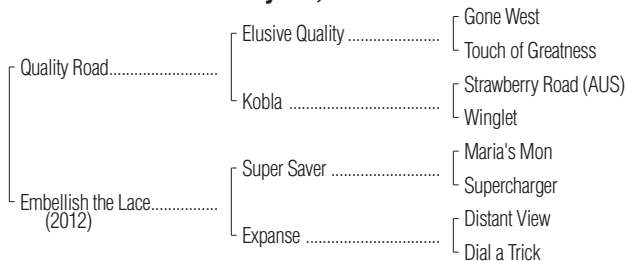 Gone West
Elusive Quality ....................
Touch of Greatness
Quality Road........................
Strawberry Road (AUS)
Kobla .................................
Winglet
Maria's Mon
Super Saver ........................
Supercharger
Embellish the Lace...............
(2012)
Distant View
Expanse .............................
Dial a Trick